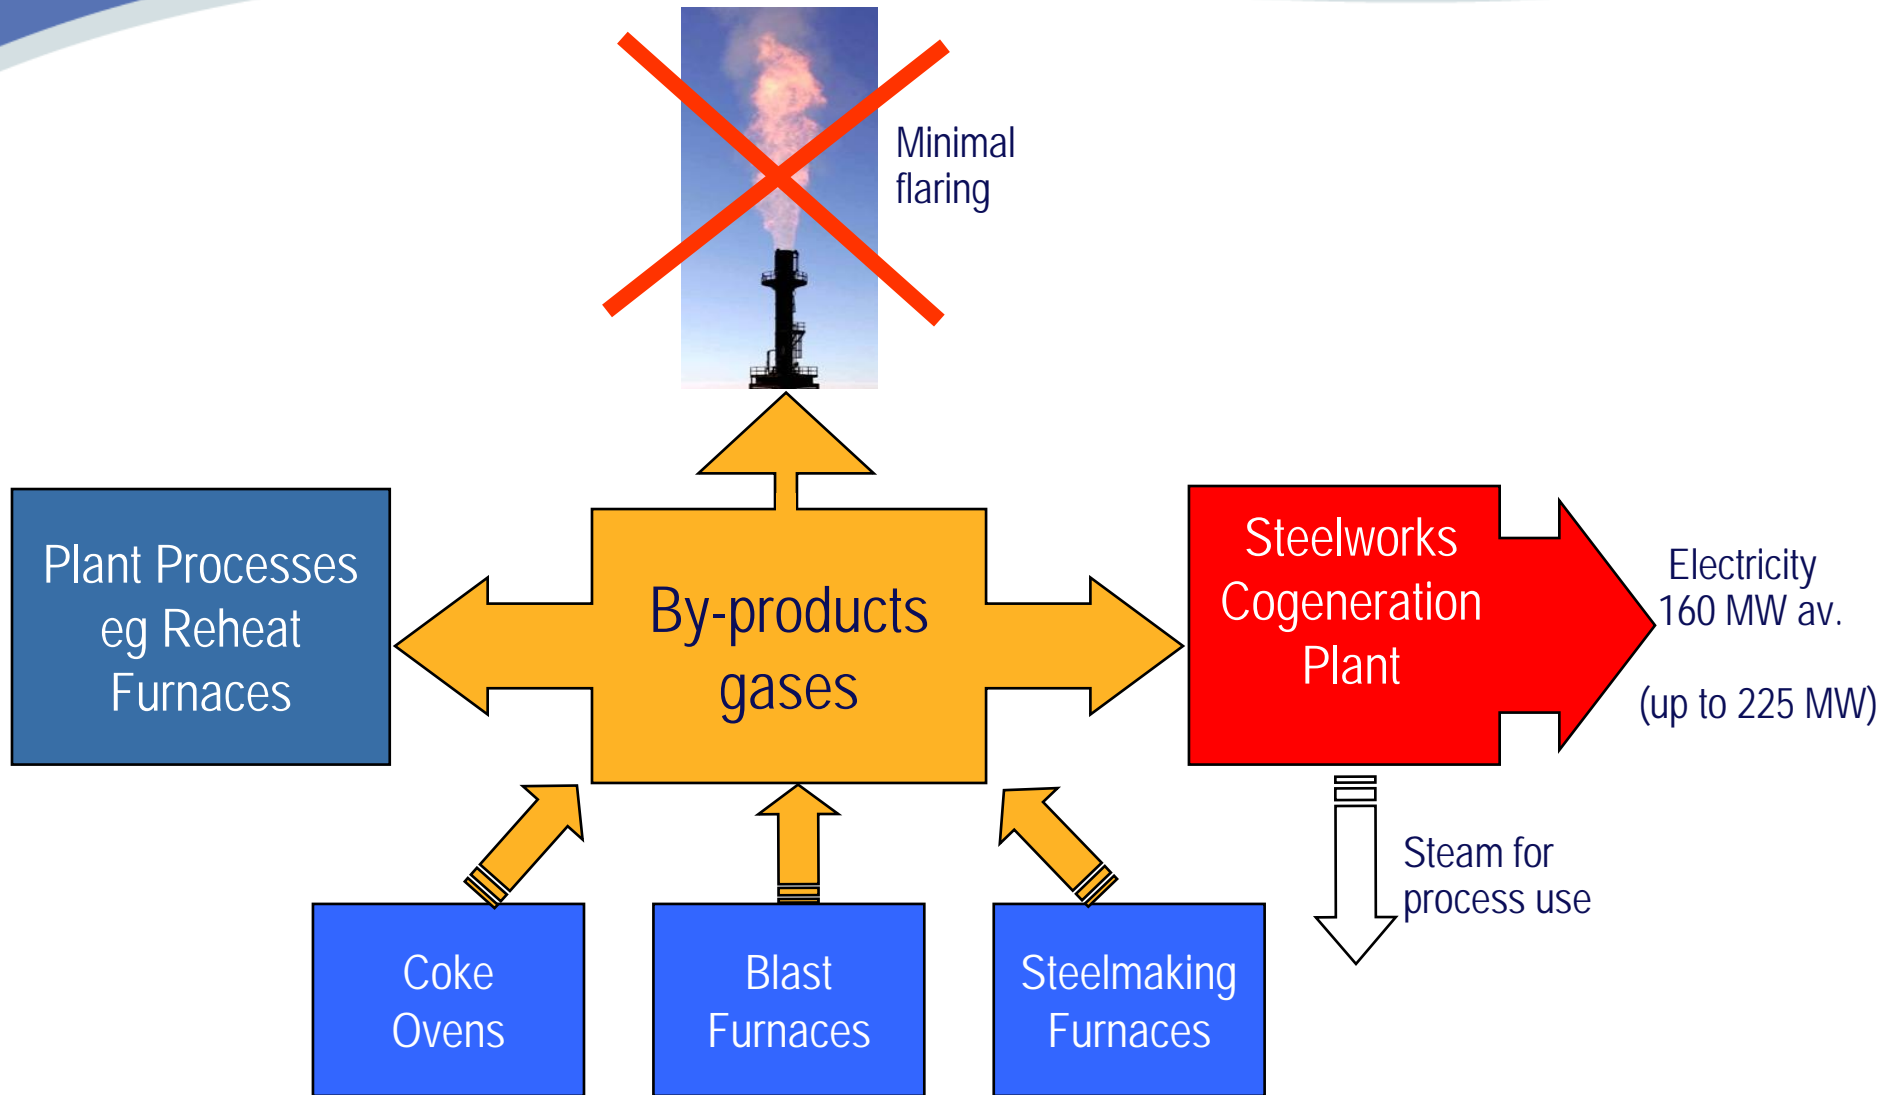 Minimal
flaring
Plant Processes
eg Reheat
Furnaces
By-products
gases
Steelworks
Cogeneration
Plant
Electricity
160 MW av.
(up to 225 MW)
Steam for
process use
Coke
Ovens
Blast
Furnaces
Steelmaking
Furnaces